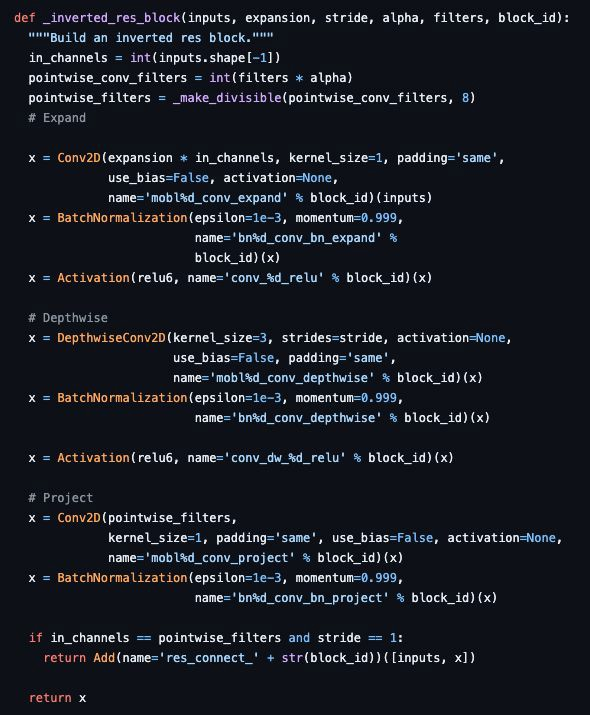 def _inverted_res_block(inputs, expansion, stride, alpha, filters, block_id):
  """Build an inverted res block."""
  in_channels = int(inputs.shape[-1])
  pointwise_conv_filters = int(filters * alpha)
  pointwise_filters = _make_divisible(pointwise_conv_filters, 8)
  # Expand

  x = Conv2D(expansion * in_channels, kernel_size=1, padding='same',
             use_bias=False, activation=None,
             name='mobl%d_conv_expand' % block_id)(inputs)
  x = BatchNormalization(epsilon=1e-3, momentum=0.999,
                         name='bn%d_conv_bn_expand' %
                         block_id)(x)
  x = Activation(relu6, name='conv_%d_relu' % block_id)(x)

  # Depthwise
  x = DepthwiseConv2D(kernel_size=3, strides=stride, activation=None,
                      use_bias=False, padding='same',
                      name='mobl%d_conv_depthwise' % block_id)(x)
  x = BatchNormalization(epsilon=1e-3, momentum=0.999,
                         name='bn%d_conv_depthwise' % block_id)(x)

  x = Activation(relu6, name='conv_dw_%d_relu' % block_id)(x)

  # Project
  x = Conv2D(pointwise_filters,
             kernel_size=1, padding='same', use_bias=False, activation=None,
             name='mobl%d_conv_project' % block_id)(x)
  x = BatchNormalization(epsilon=1e-3, momentum=0.999,
                         name='bn%d_conv_bn_project' % block_id)(x)

  if in_channels == pointwise_filters and stride == 1:
    return Add(name='res_connect_' + str(block_id))([inputs, x])

  return x